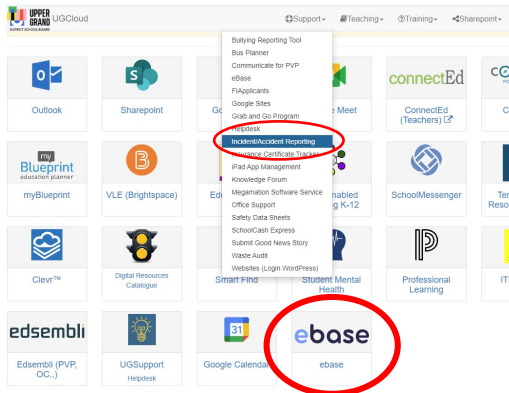 UPPER
GRAND
DISTRICT SCHOOL BOARD
UGCloud
Support
Teaching
Training
Sharepoint
Bullying Reporting Tool
Bus Planner
Communicate for PVP
eBase
FIApplicants
Google Sites
Grab and Go Program
Helpdesk
Incident/Accident Reporting
Insurance Certificate Tracker
iPad App Management
Knowledge Forum
Megamation Software Service
Office Support
Safety Data Sheets
SchoolCash Express
Submit Good News Story
Waste Audit
Websites (Login WordPress)
connectEd
Outlook
Sharepoint
Meet
ConnectEd
(Teachers)
my
Blueprint
education planner
myBlueprint
VLE (Brightspace)
K-12
SchoolMessenger
Clevr™
Digital Resources
Catalogue
Smart Find
Student Mental
Health
Professional
Learning
IT
edsembli
31
ebase
Edsembli (PVP,
OC..)
UGSupport
Helpdesk
Google Calendar
ebase